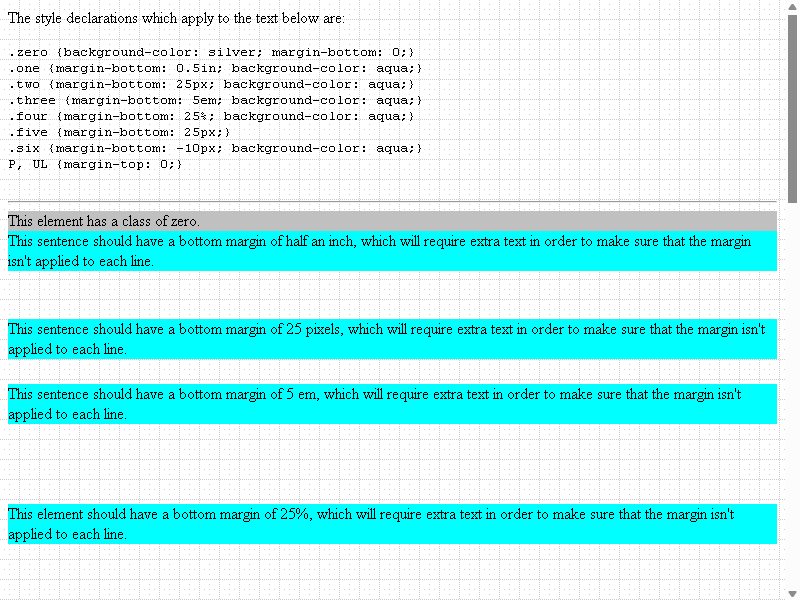 The style declarations which apply to the text below are:
.zero {background-color: silver; margin-bottom: 0;}
.one {margin-bottom: 0.5in; background-color: aqua;}
.two {margin-bottom: 25px; background-color: aqua;}
.three {margin-bottom: 5em; background-color: aqua;}
.four {margin-bottom: 25%; background-color: aqua;}
.five {margin-bottom: 25px;}
.six {margin-bottom: -10px; background-color: aqua;}
P, UL {margin-top: 0;}
This element has a class of zero.
This sentence should have a bottom margin of half an inch, which will require extra text in order to make sure that the margin
isn't applied to each line.
This sentence should have a bottom margin of 25 pixels, which will require extra text in order to make sure that the margin isn't
applied to each line.
This sentence should have a bottom margin of 5 em, which will require extra text in order to make sure that the margin isn't
applied to each line.
This element should have a bottom margin of 25%, which will require extra text in order to make sure that the margin isn't
applied to each line.